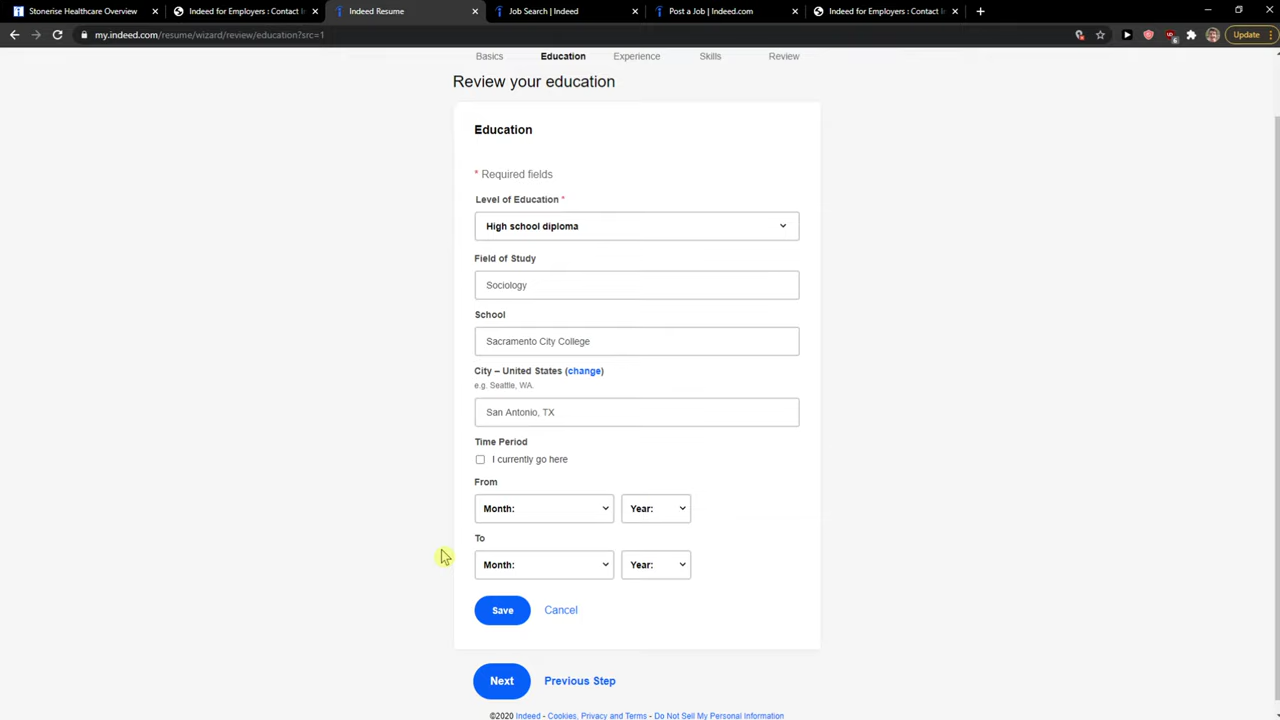 Stonerise Healthcare Overview
Indeed for Employers : Contact I
Indeed Resume
Job Search | Indeed
Post a Job | Indeed.com
Indeed for Employers : Contact I
my.indeed.com/resume/wizard/review/education?src=1
Update
Basics Education Experience Skills Review
Review your education
Education
* Required fields
Level of Education *
High school diploma
Field of Study
Sociology
School
Sacramento City College
City – United States (change)
e.g. Seattle, WA.
San Antonio, TX
Time Period
I currently go here
From
Month: Year:
To
Month: Year:
Save Cancel
Next Previous Step
©2020 Indeed - Cookies, Privacy and Terms - Do Not Sell My Personal Information